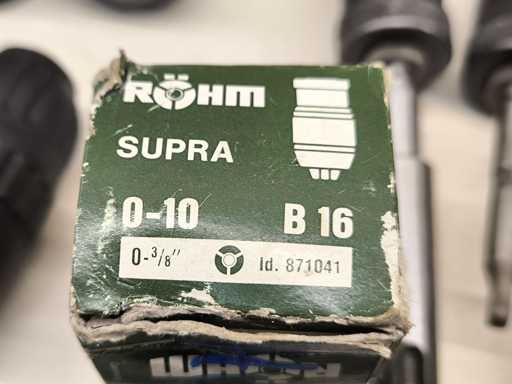 RÖHM
SUPRA
0-10 B 16
0-3/8" Id. 871041